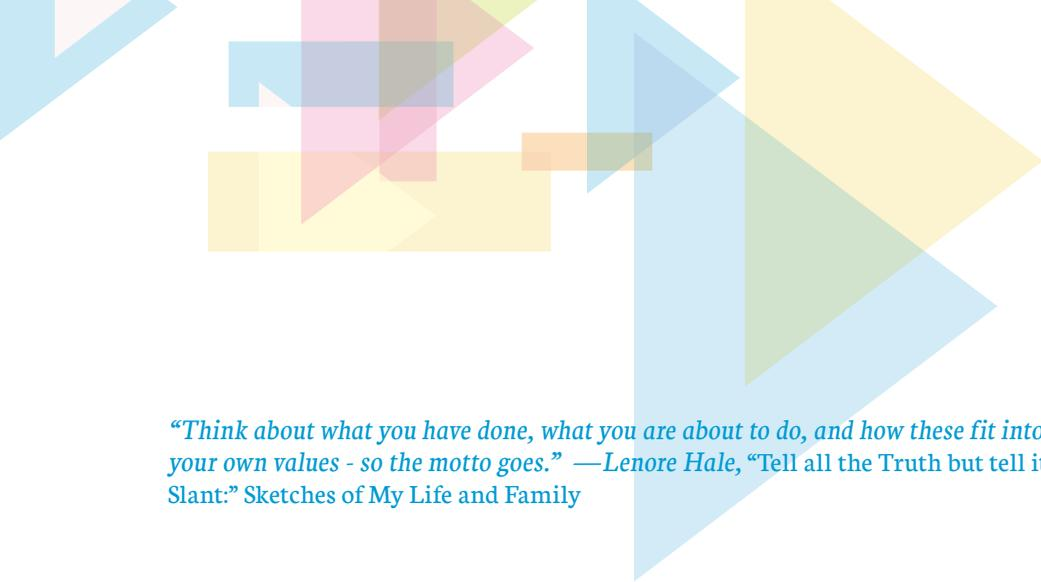 “Think about what you have done, what you are about to do, and how these fit into
your own values - so the motto goes.” —Lenore Hale, “Tell all the Truth but tell it
Slant:” Sketches of My Life and Family